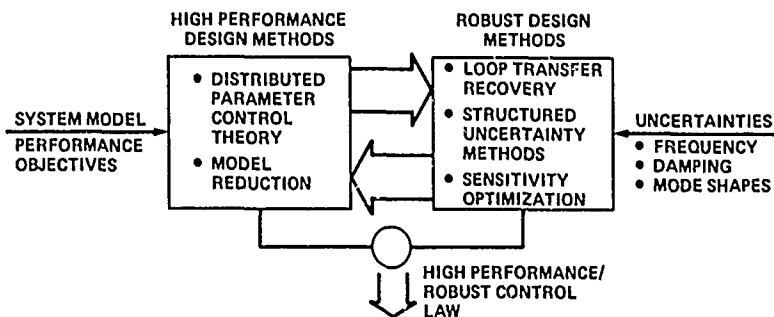 HIGH PERFORMANCE
DESIGN METHODS
ROBUST DESIGN
METHODS
SYSTEM MODEL
PERFORMANCE
OBJECTIVES
• DISTRIBUTED
PARAMETER
CONTROL
THEORY
• MODEL
REDUCTION
• LOOP TRANSFER
RECOVERY
• STRUCTURED
UNCERTAINTY
METHODS
• SENSITIVITY
OPTIMIZATION
UNCERTAINTIES
• FREQUENCY
• DAMPING
• MODE SHAPES
HIGH PERFORMANCE/
ROBUST CONTROL
LAW